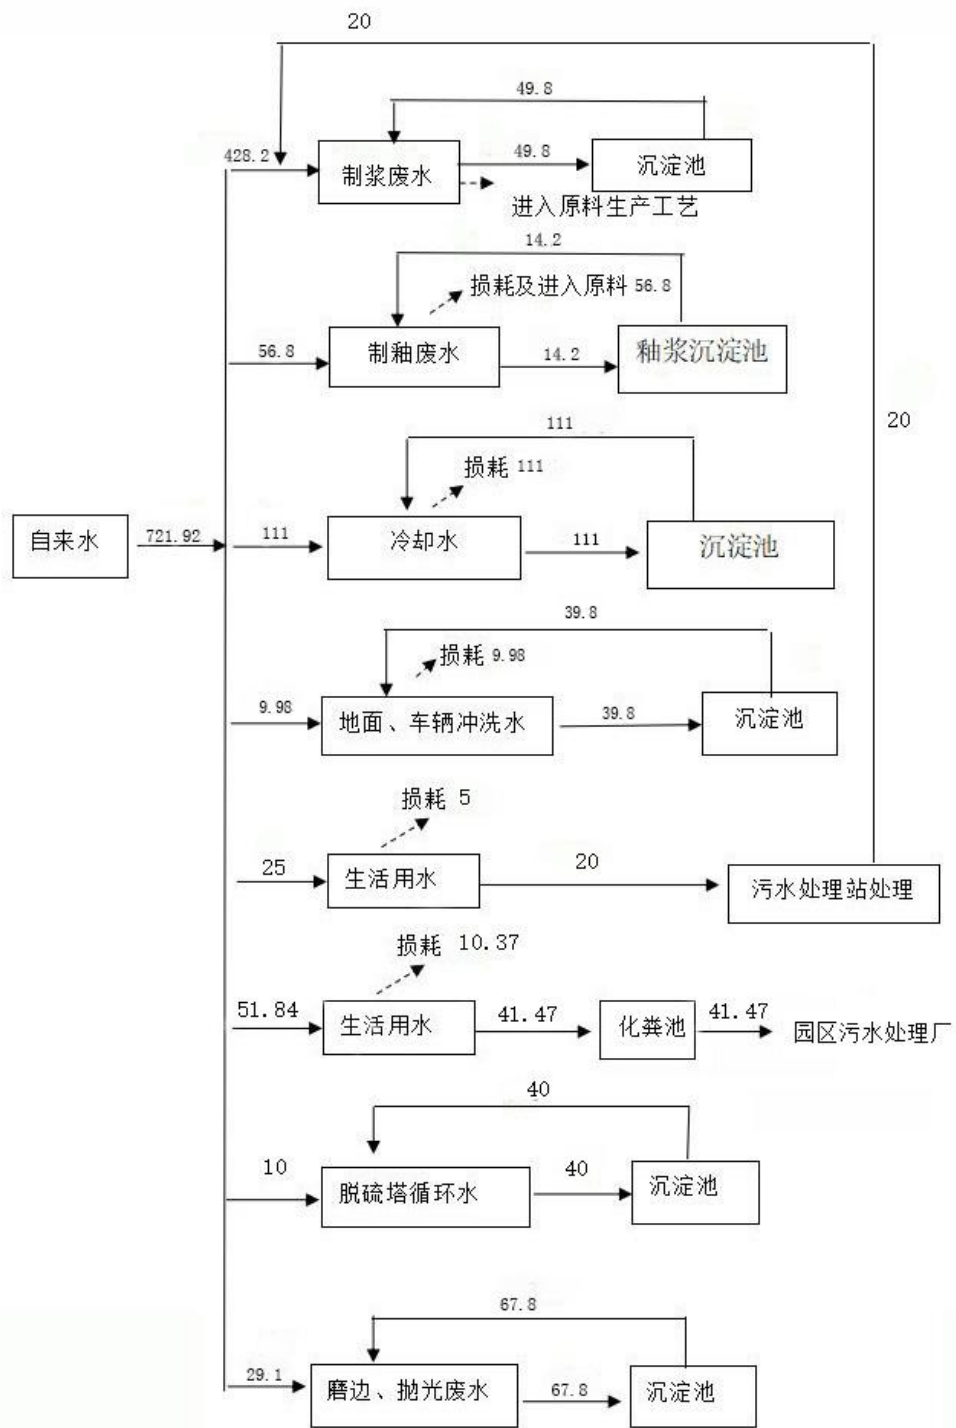 20
49.8
428.2
制浆废水
49.8
沉淀池
进入原料生产工艺
14.2
损耗及进入原料 56.8
56.8
制釉废水
14.2
釉浆沉淀池
20
111
损耗 111
自来水
721.92
111
冷却水
111
沉淀池
39.8
损耗 9.98
9.98
地面、车辆冲洗水
39.8
沉淀池
损耗 5
25
生活用水
20
污水处理站处理
损耗 10.37
51.84
生活用水
41.47
化粪池
41.47
园区污水处理厂
40
10
脱硫塔循环水
40
沉淀池
67.8
29.1
磨边、抛光废水
67.8
沉淀池